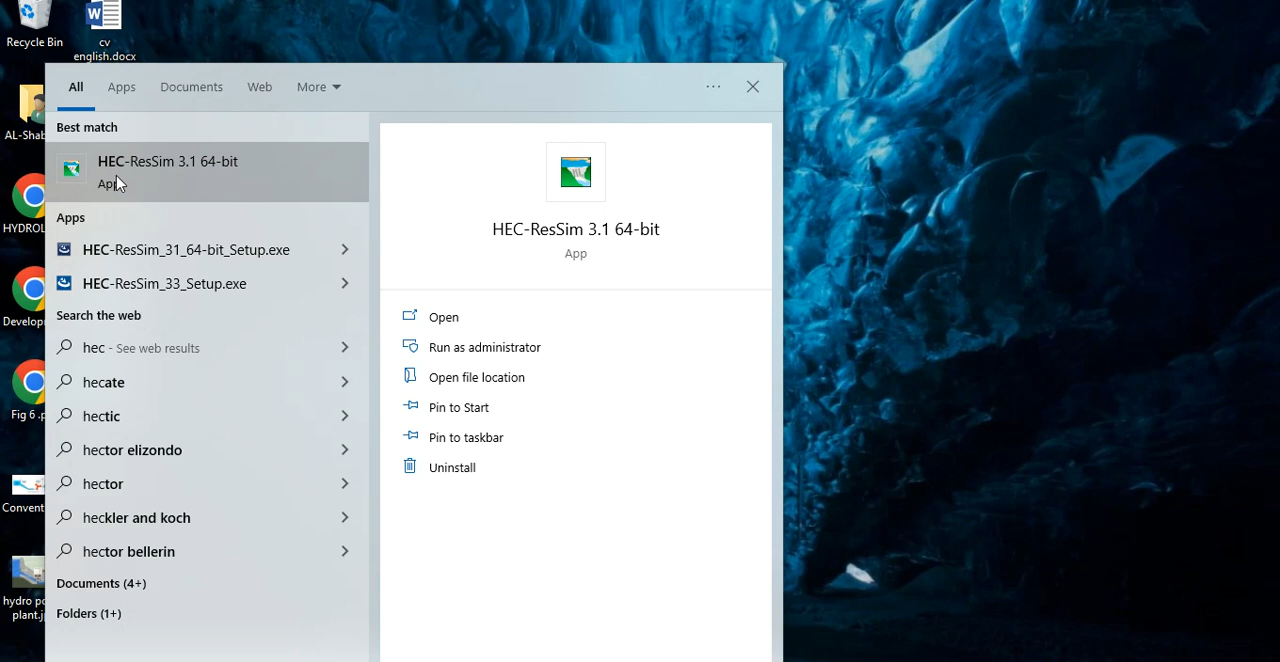 Recycle Bin
cv
english.docx
AL-Shab
HYDROL
Develop
Fig 6 .p
Convent
hydro po
plant.j
All Apps Documents Web More
Best match
HEC-ResSim 3.1 64-bit
App
Apps
HEC-ResSim_31_64-bit_Setup.exe
HEC-ResSim_33_Setup.exe
Search the web
hec - See web results
hecate
hectic
hector elizondo
hector
heckler and koch
hector bellerin
Documents (4+)
Folders (1+)
HEC-ResSim 3.1 64-bit
App
Open
Run as administrator
Open file location
Pin to Start
Pin to taskbar
Uninstall